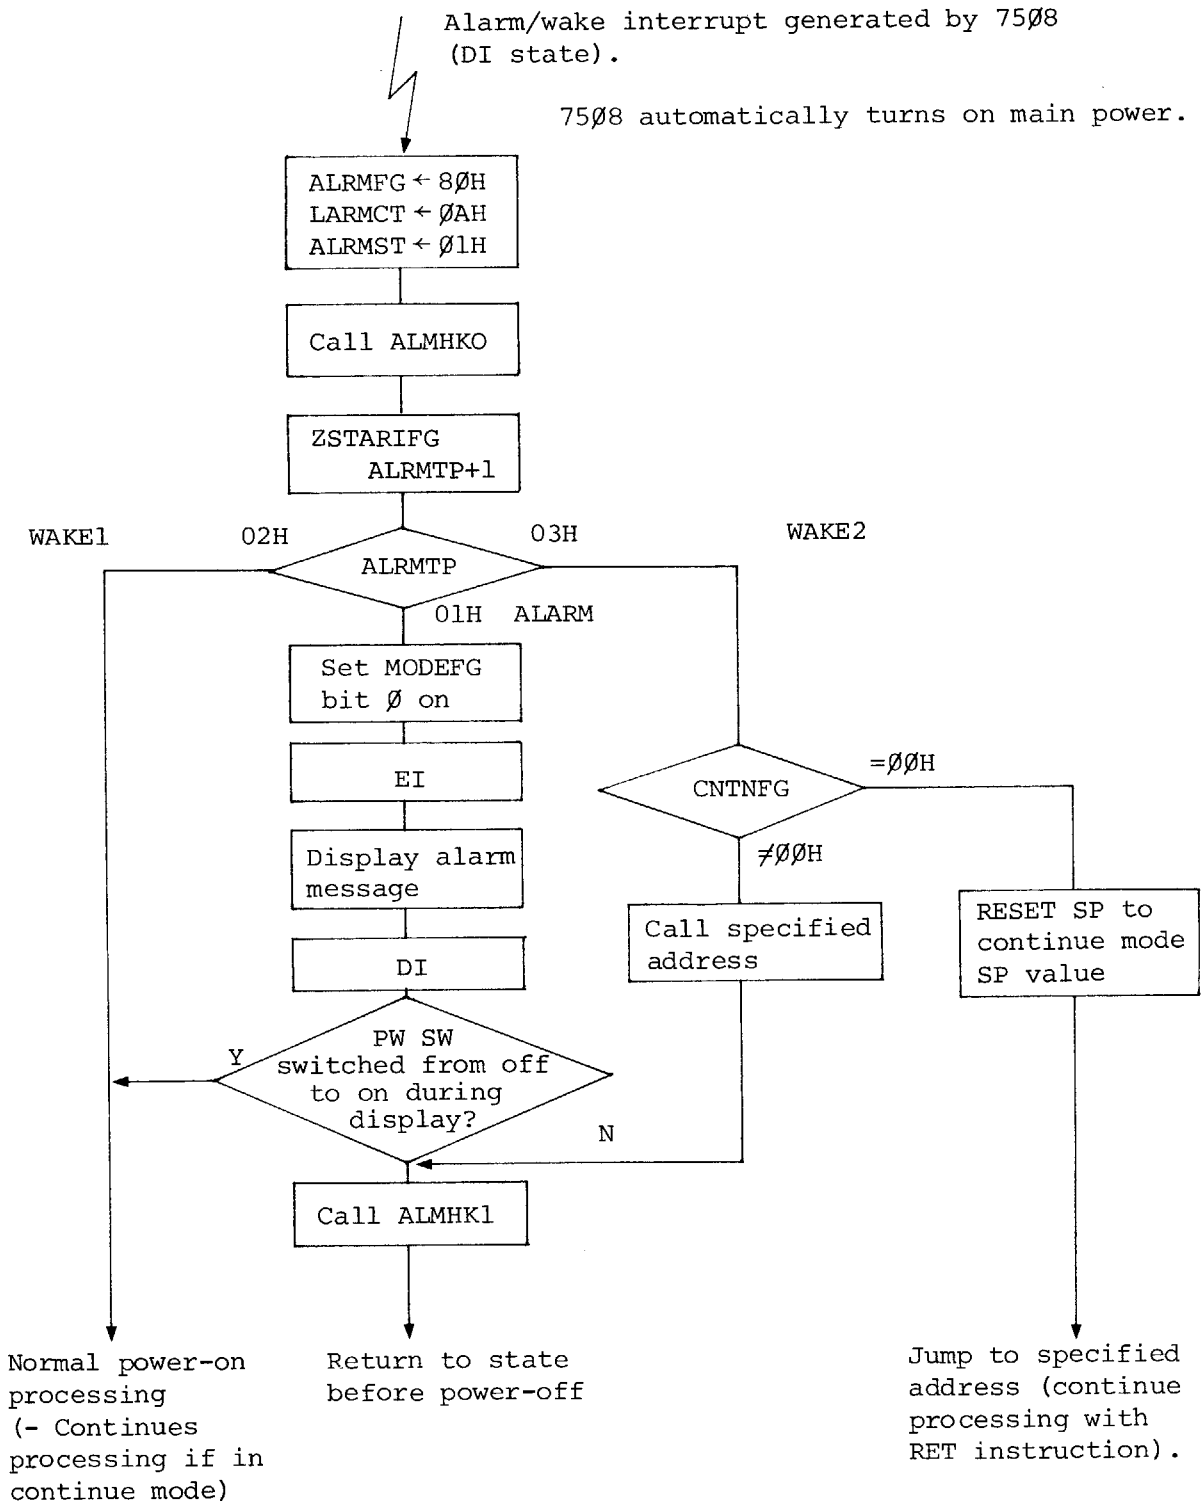 Alarm/wake interrupt generated by 75Ø8
(DI state).
75Ø8 automatically turns on main power.
ALRMFG ← 8ØH
LARMCT ← ØAH
ALRMST ← Ø1H
Call ALMHKO
ZSTARIFG
ALRMTP+1
WAKE1
O2H
O3H
WAKE2
ALRMTP
O1H ALARM
Set MODEFG
bit Ø on
EI
CNTNFG
=ØØH
≠ØØH
Display alarm
message
Call specified
address
RESET SP to
continue mode
SP value
DI
PW SW
switched from off
to on during
display?
Y
N
Call ALMHK1
Normal power-on
processing
(- Continues
processing if in
continue mode)
Return to state
before power-off
Jump to specified
address (continue
processing with
RET instruction).